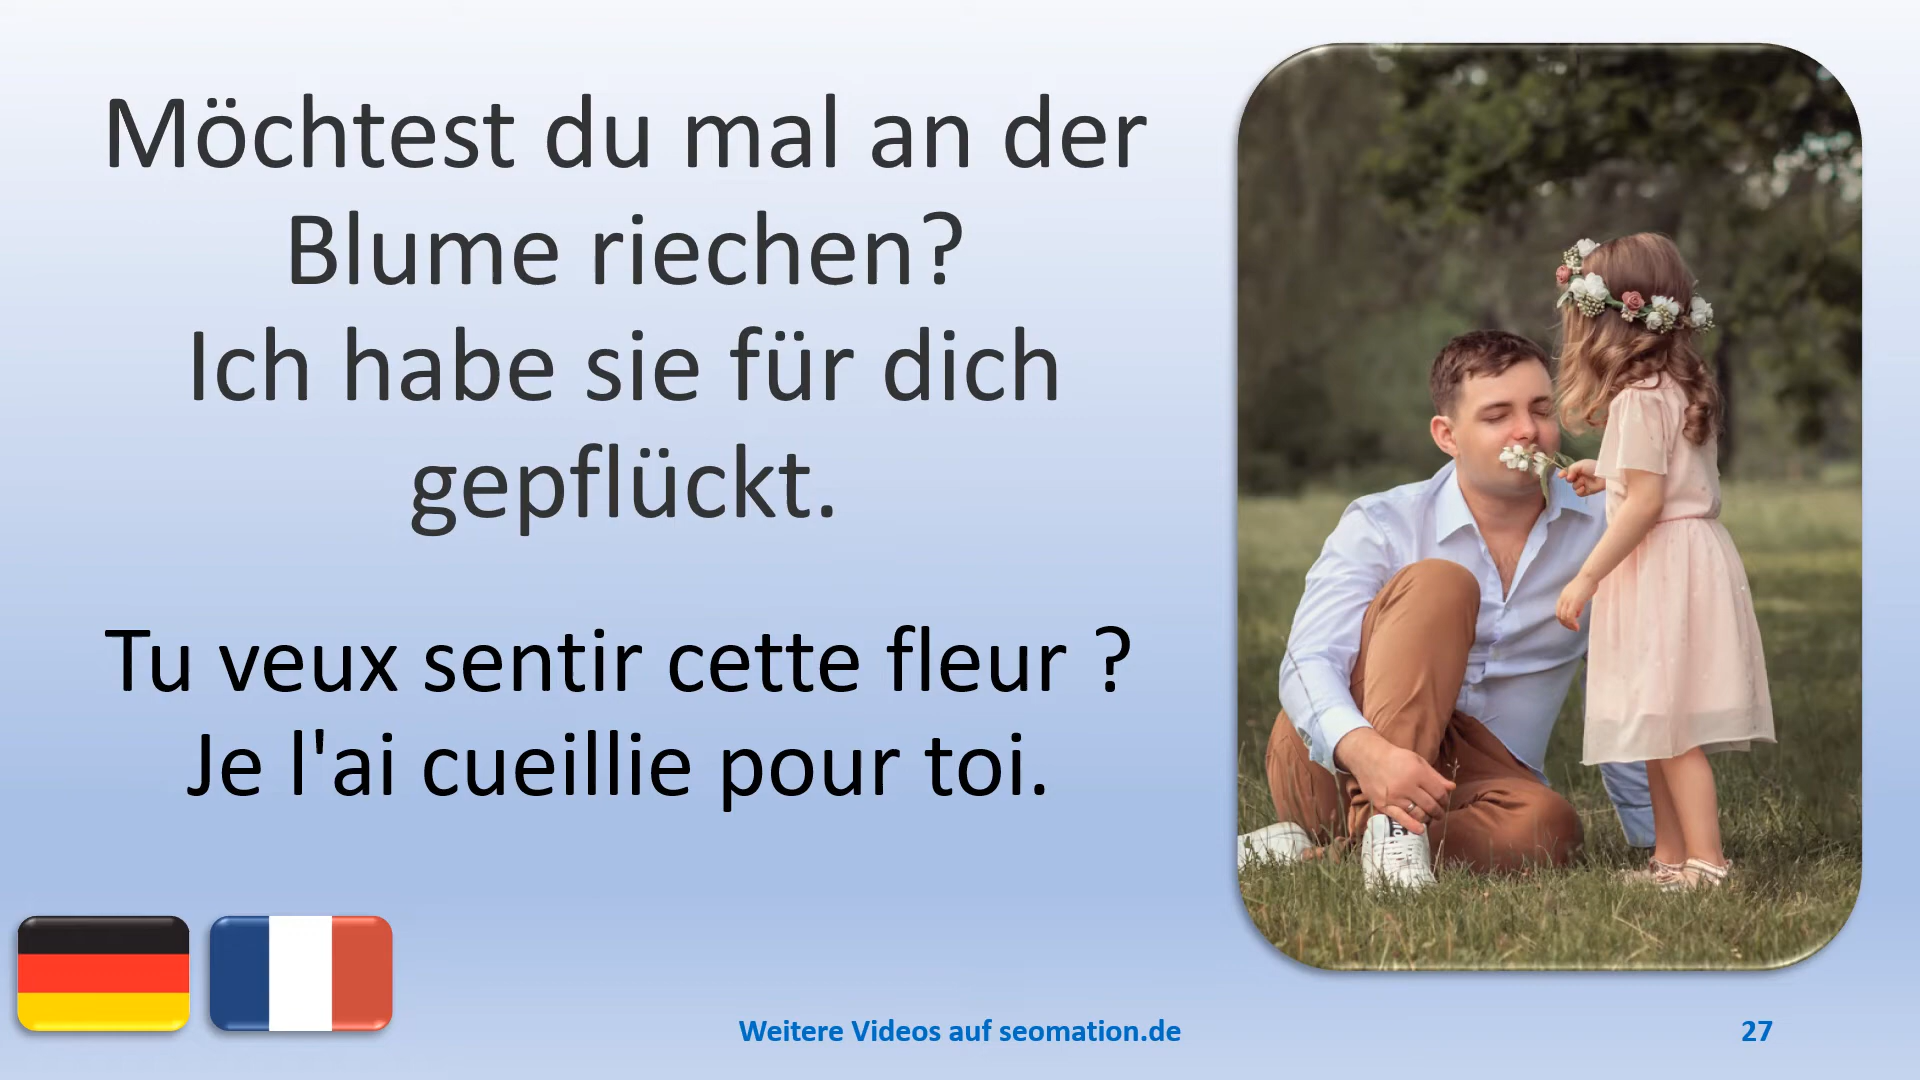 Möchtest du mal an der
Blume riechen?
Ich habe sie für dich
gepflückt.
Tu veux sentir cette fleur ?
Je l'ai cueillie pour toi.
Weitere Videos auf seomation.de
27